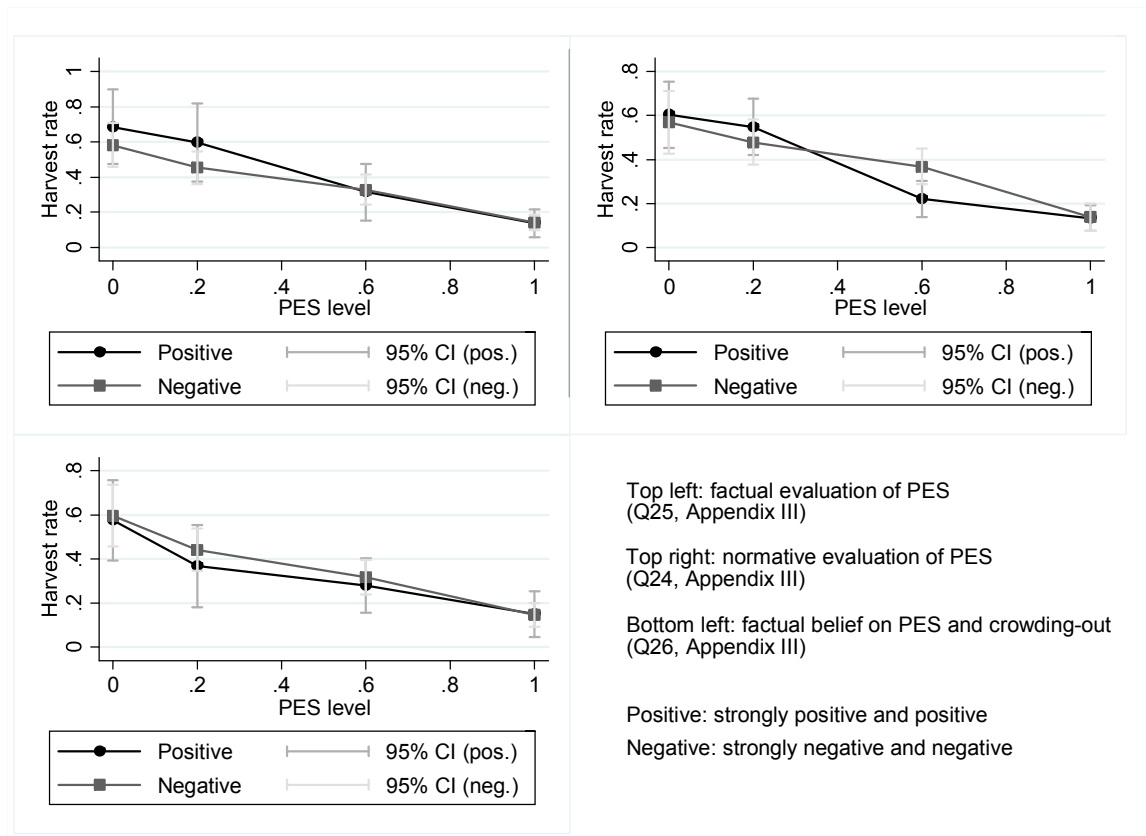 Harvest rate
1
.8
.6
.4
.2
0
0 .2 .4 .6 .8 1
PES level
Positive 95% CI (pos.)
Negative 95% CI (neg.)
Harvest rate
.8
.6
.4
.2
0
0 .2 .4 .6 .8 1
PES level
Positive 95% CI (pos.)
Negative 95% CI (neg.)
Harvest rate
.8
.6
.4
.2
0
0 .2 .4 .6 .8 1
PES level
Positive 95% CI (pos.)
Negative 95% CI (neg.)
Top left: factual evaluation of PES
(Q25, Appendix III)
Top right: normative evaluation of PES
(Q24, Appendix III)
Bottom left: factual belief on PES and crowding-out
(Q26, Appendix III)
Positive: strongly positive and positive
Negative: strongly negative and negative